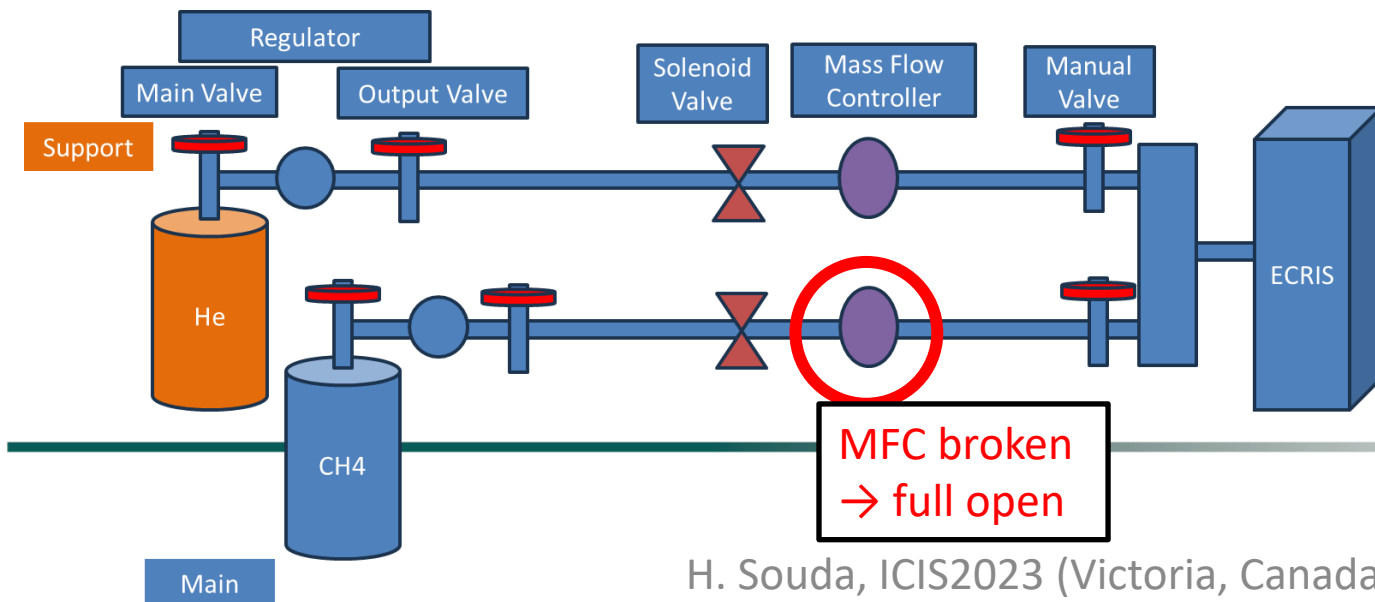 Regulator
Main Valve
Output Valve
Solenoid
Valve
Mass Flow
Controller
Manual
Valve
Support
He
ECRIS
CH4
MFC broken
→ full open
Main
H. Souda, ICIS2023 (Victoria, Canada